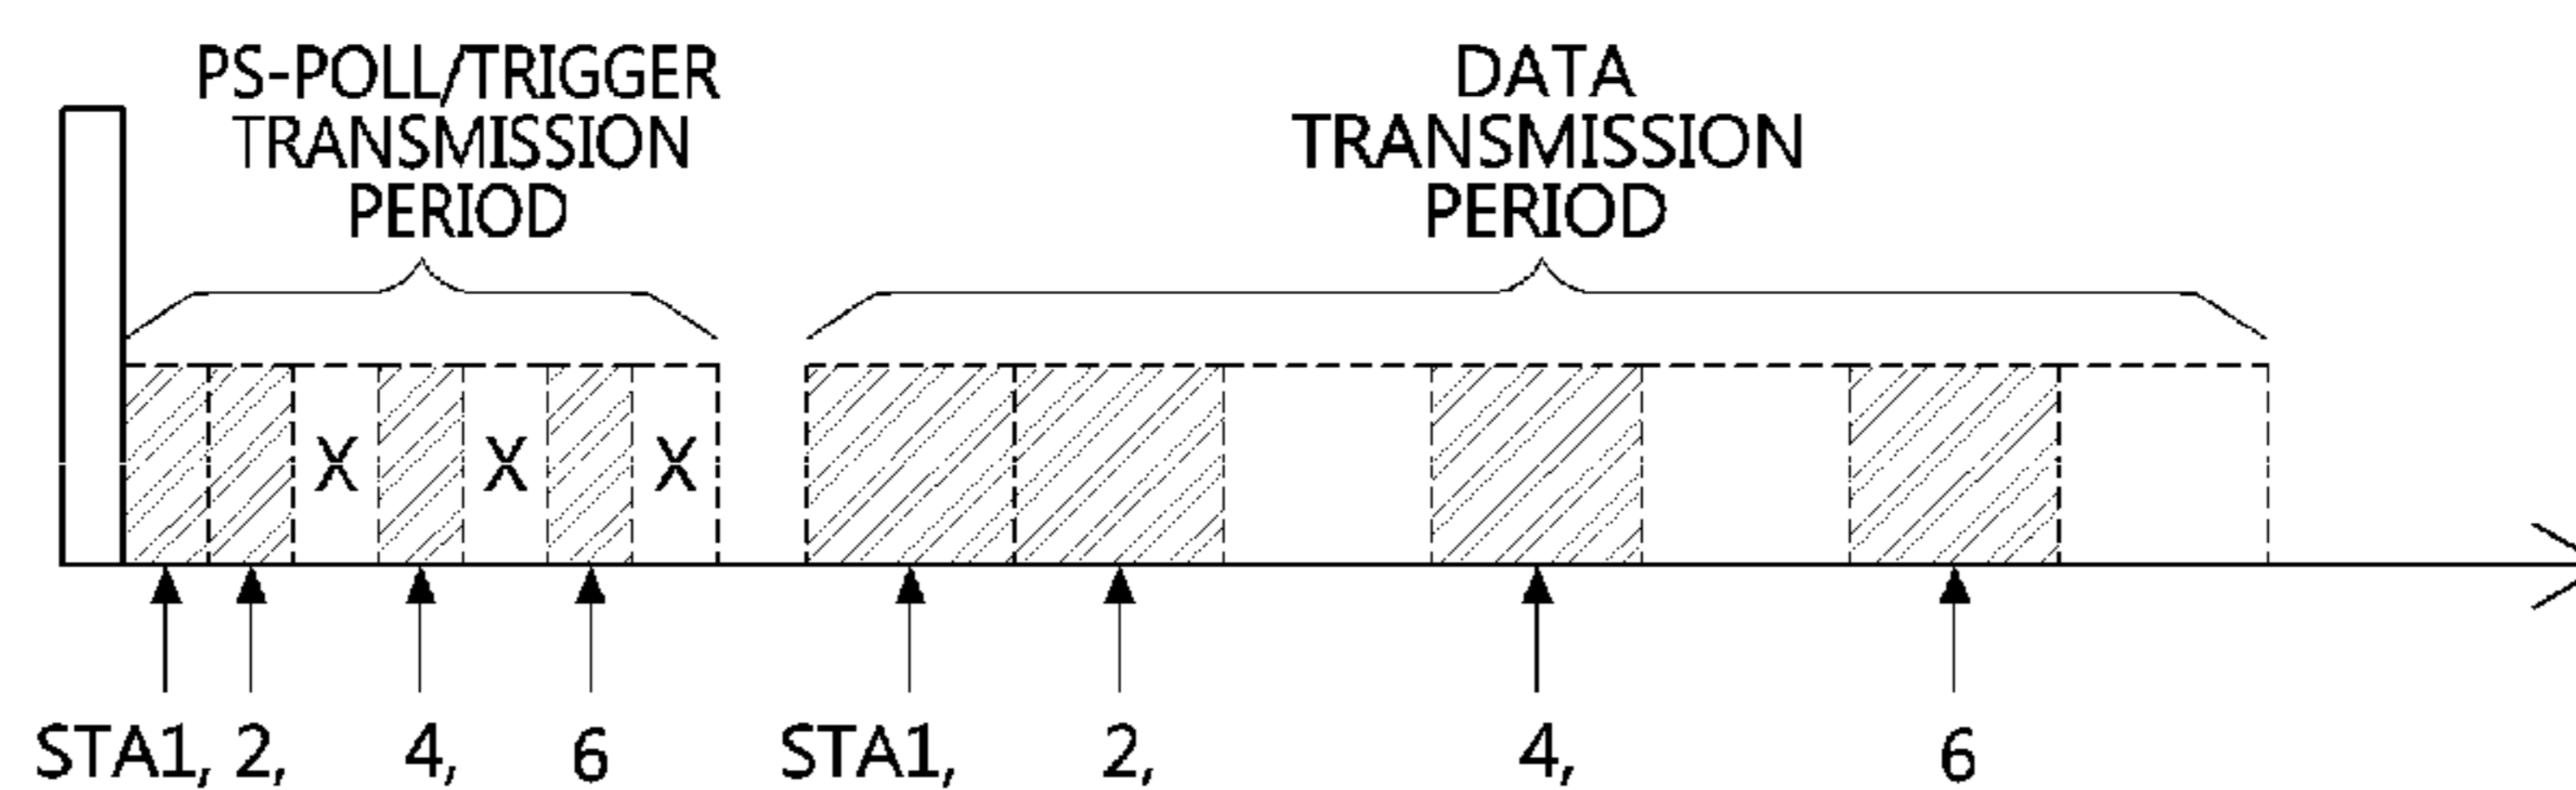 PS-POLL/TRIGGER
TRANSMISSION
PERIOD
DATA
TRANSMISSION
PERIOD
X X X
STA1, 2, 4, 6 STA1, 2, 4, 6